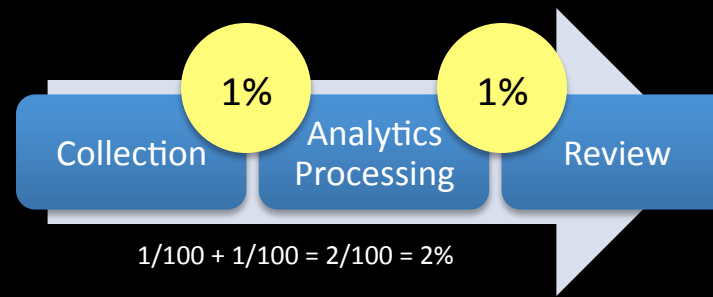 1%
1%
Collection
Analytics
Processing
Review
1/100 + 1/100 = 2/100 = 2%